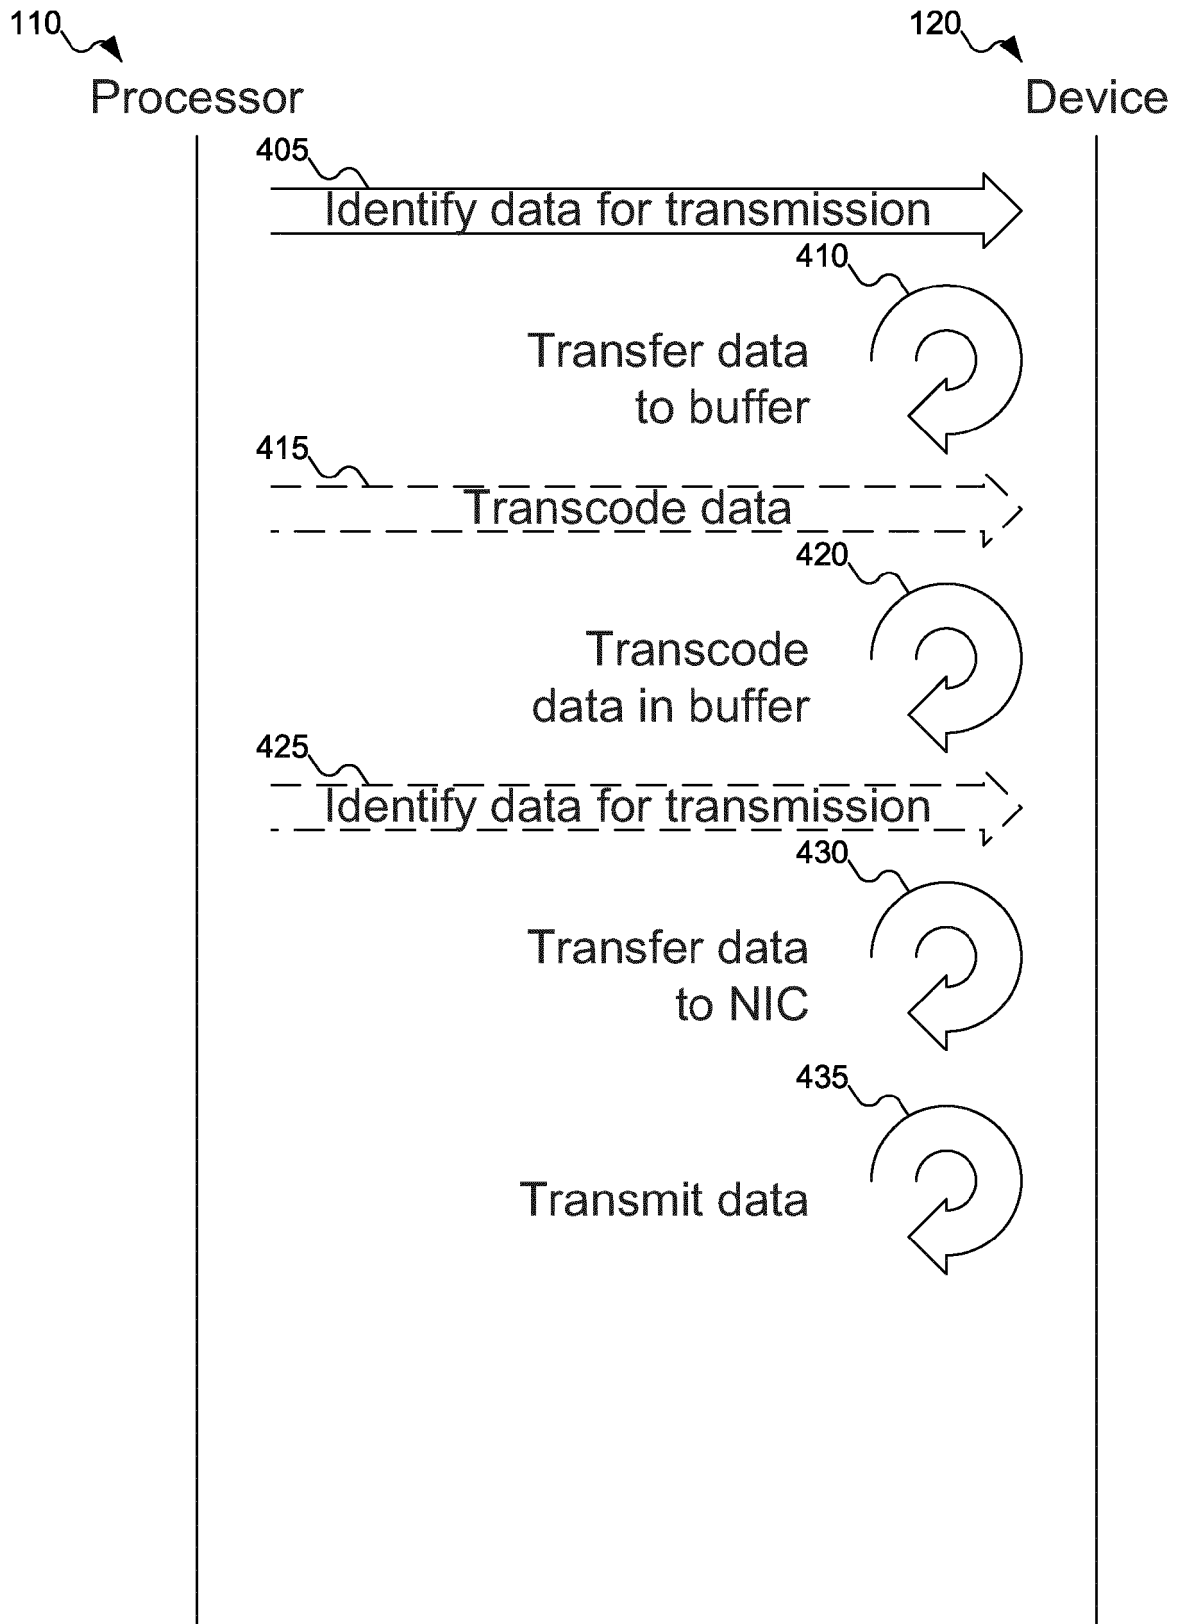 110
120
Processor
Device
405
Identify data for transmission
410
Transfer data
to buffer
415
Transcode data
420
Transcode
data in buffer
425
Identify data for transmission
430
Transfer data
to NIC
435
Transmit data